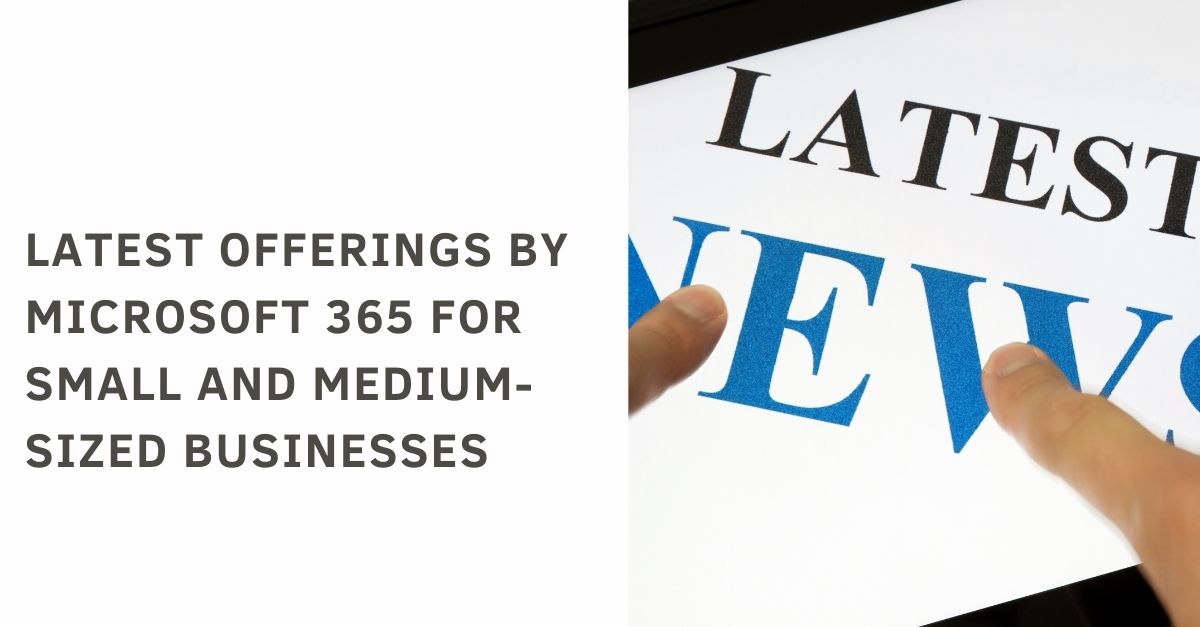 LATEST OFFERINGS BY
MICROSOFT 365 FOR
SMALL AND MEDIUM-
SIZED BUSINESSES
LATEST
NEWS